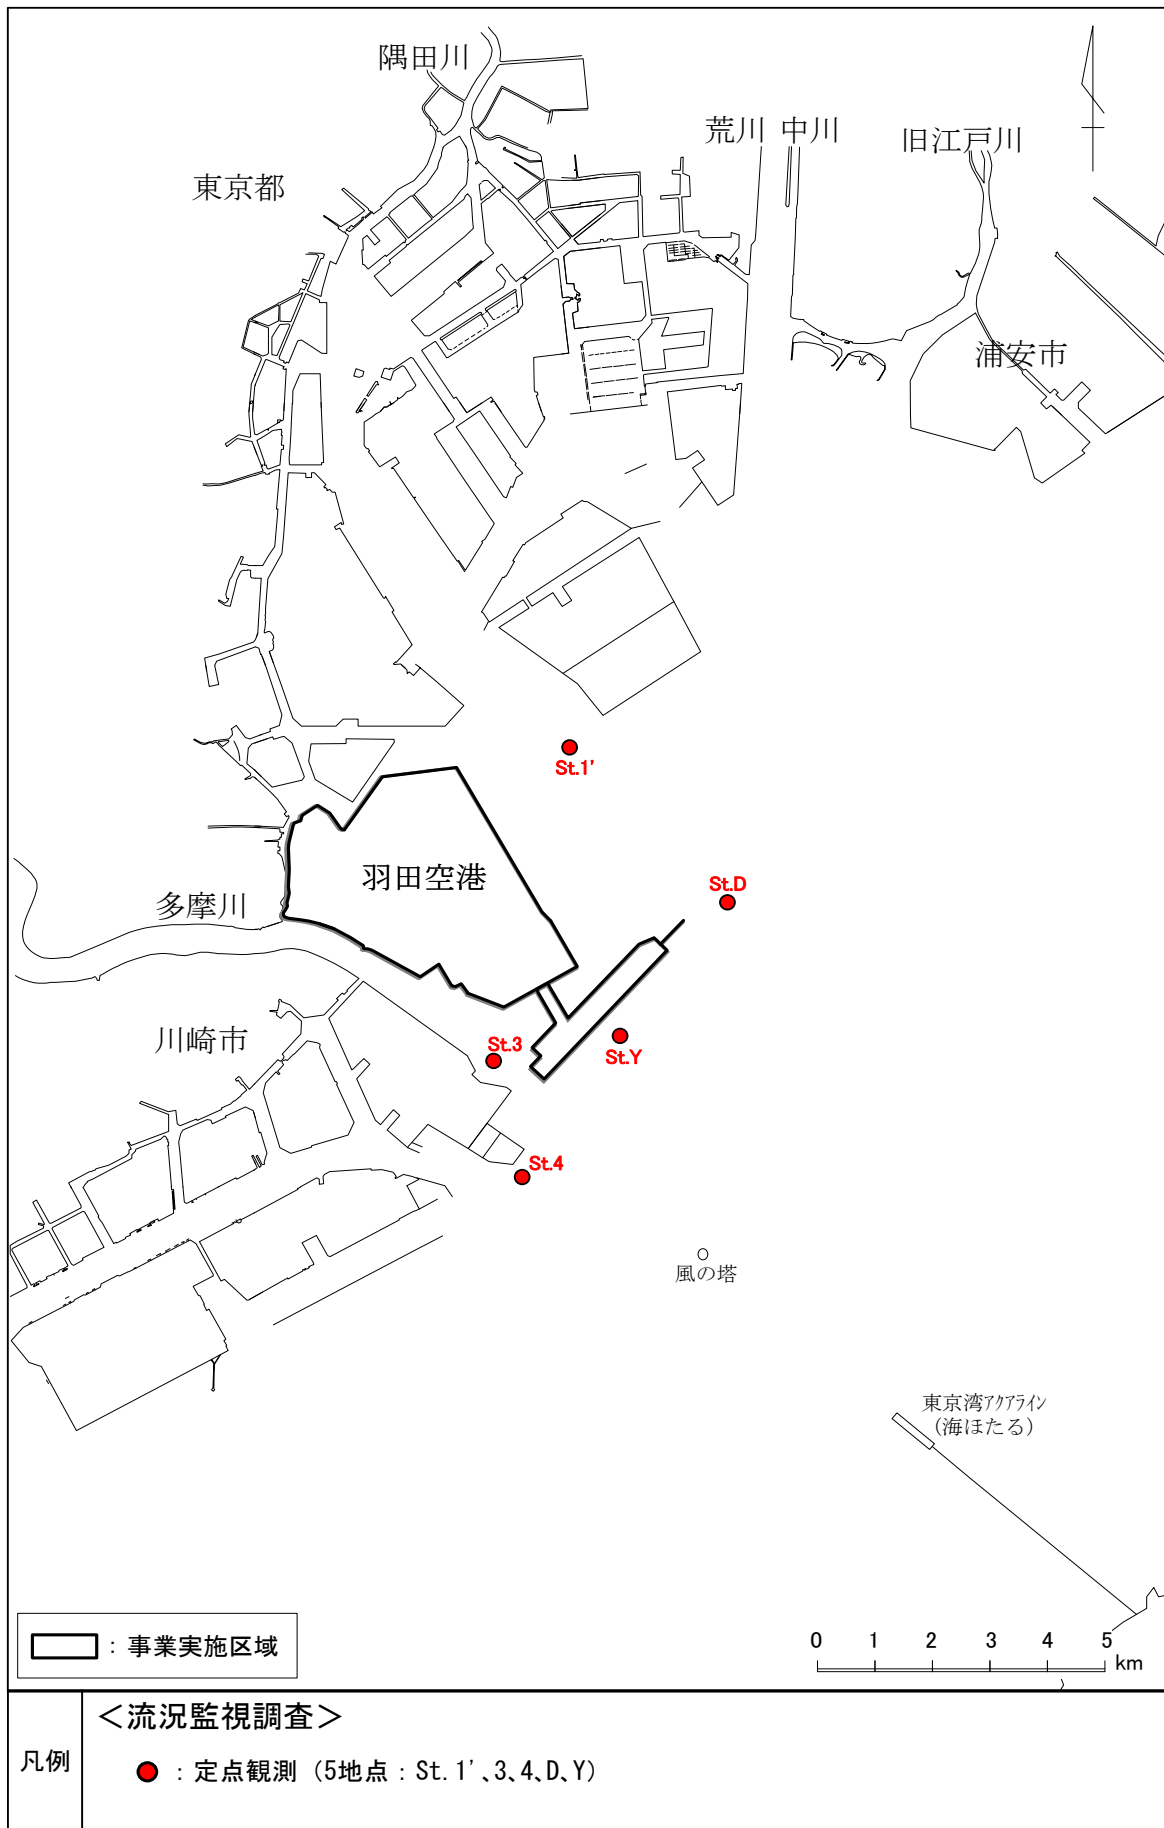 隅田川
荒川 中川
旧江戸川
東京都
浦安市
St.1'
羽田空港
St.D
多摩川
川崎市
St.3
St.Y
St.4
風の塔
東京湾アクアライン
(海ほたる)
：事業実施区域
0 1 2 3 4 5
km
凡例
＜流況監視調査＞
：定点観測（5地点：St.1'、3、4、D、Y）